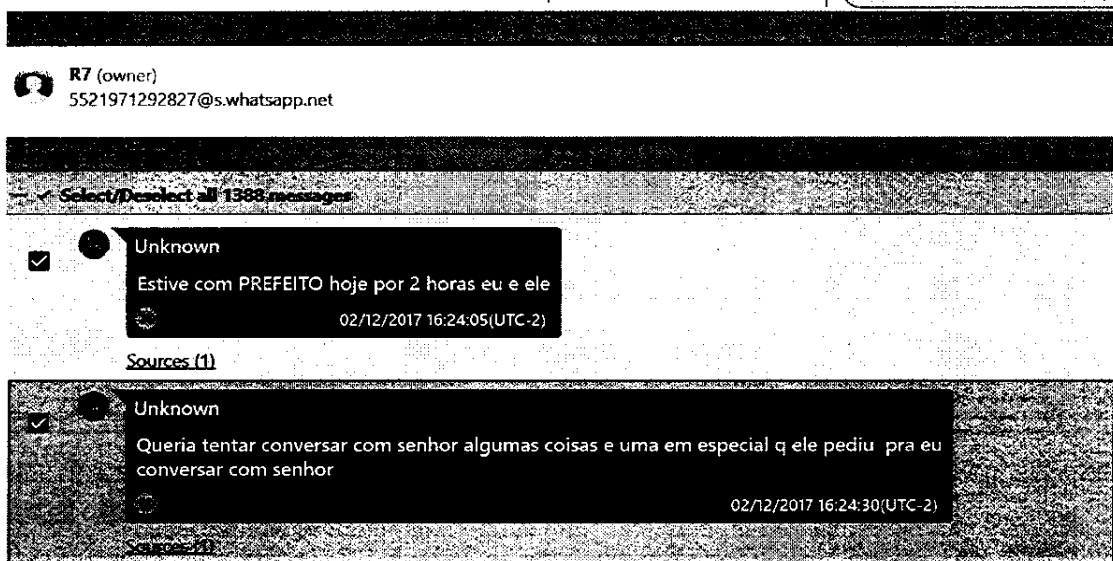 R7 (owner)
5521971292827@s.whatsapp.net
Select/Deselect all 1388 messages
Unknown
Estive com PREFEITO hoje por 2 horas eu e ele
02/12/2017 16:24:05(UTC-2)
Sources (1)
Unknown
Queria tentar conversar com senhor algumas coisas e uma em especial q ele pediu pra eu
conversar com senhor
02/12/2017 16:24:30(UTC-2)
Sources (1)